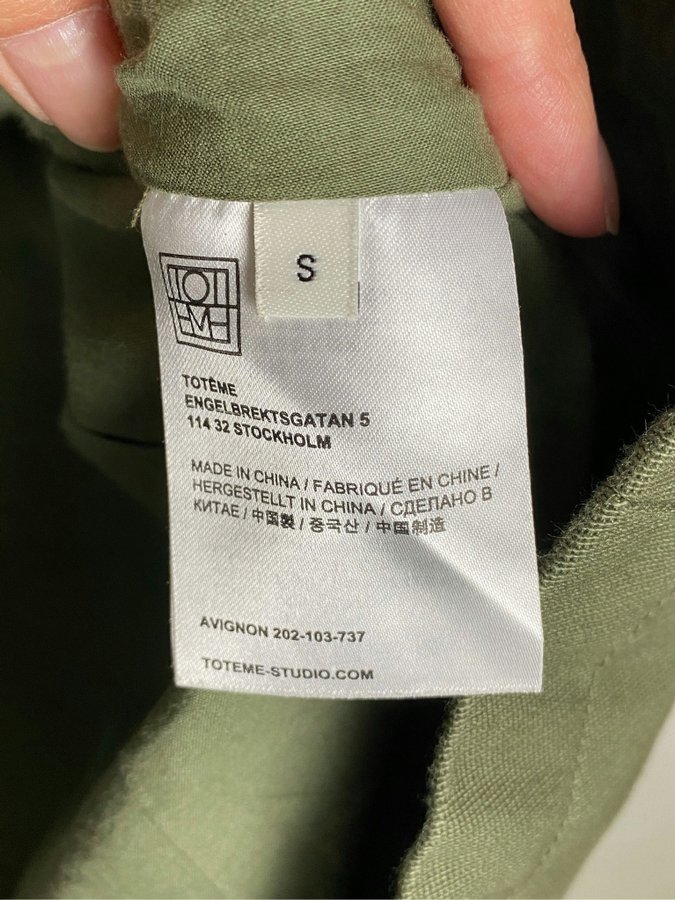 S
TOTÊME
TOTÊME
ENGELBREKTSGATAN 5
114 32 STOCKHOLM
MADE IN CHINA / FABRIQUÉ EN CHINE /
HERGESTELLT IN CHINA / СДЕЛАНО В
КИТАЕ / 中国製 / 중국산 / 中国制造
AVIGNON 202-103-737
TOTEME-STUDIO.COM